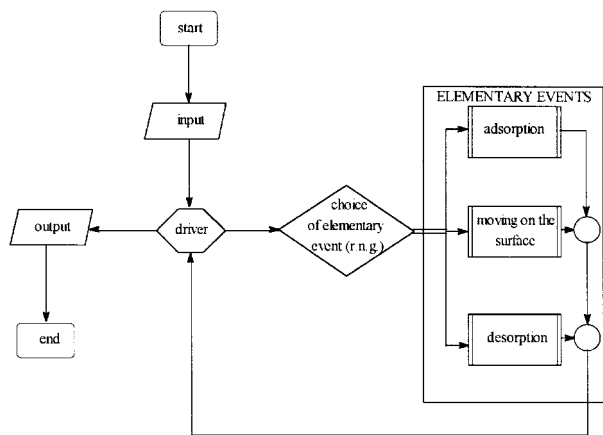 start
input
output
driver
end
choice
of elementary
event (r.n.g.)
ELEMENTARY EVENTS
adsorption
moving on the
surface
desorption